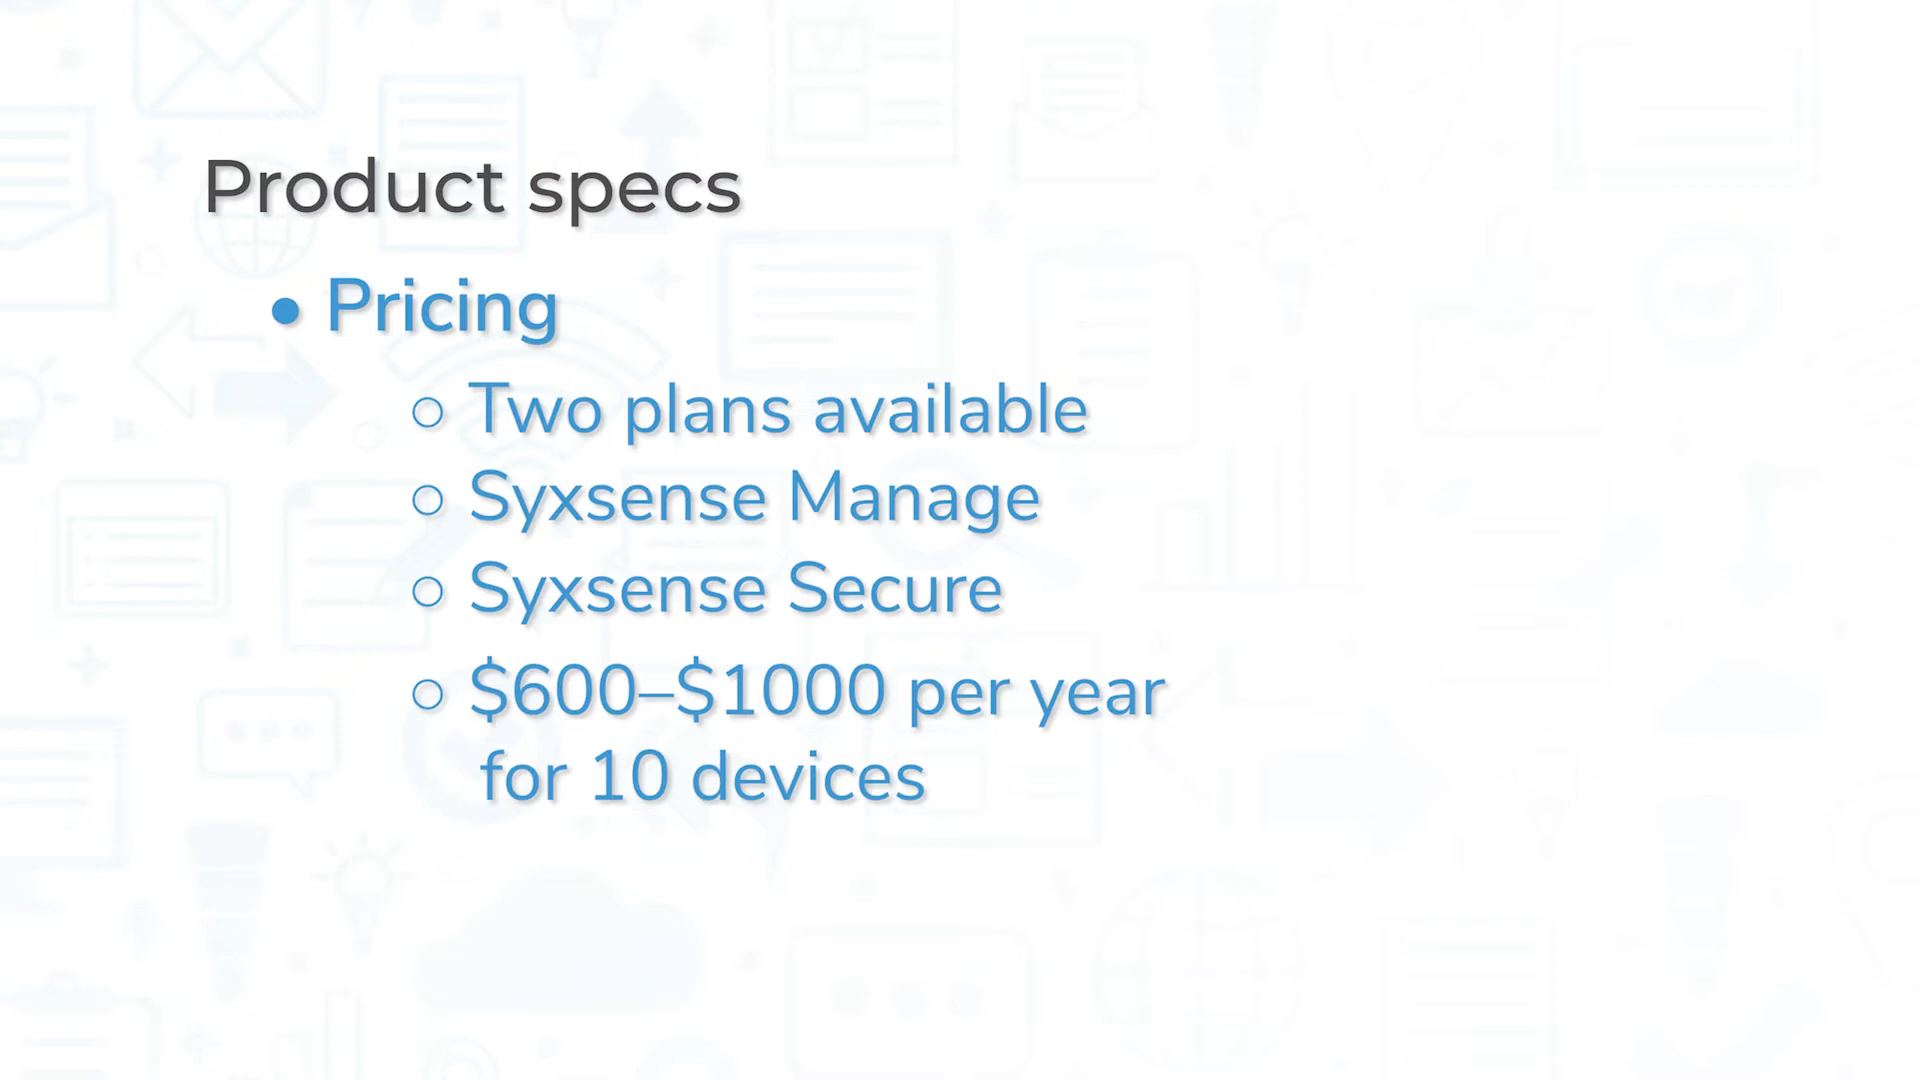 Product specs
• Pricing
○ Two plans available
○ Syxsense Manage
○ Syxsense Secure
○ $600–$1000 per year
for 10 devices